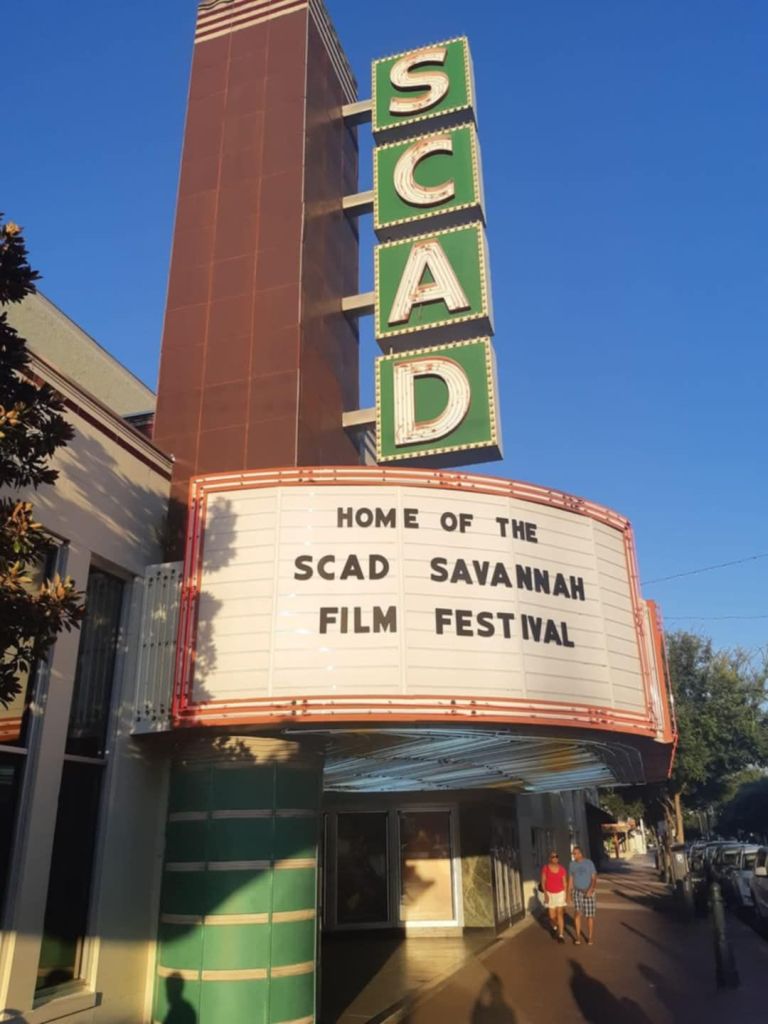 SCAD
HOME OF THE
SCAD SAVANNAH
FILM FESTIVAL